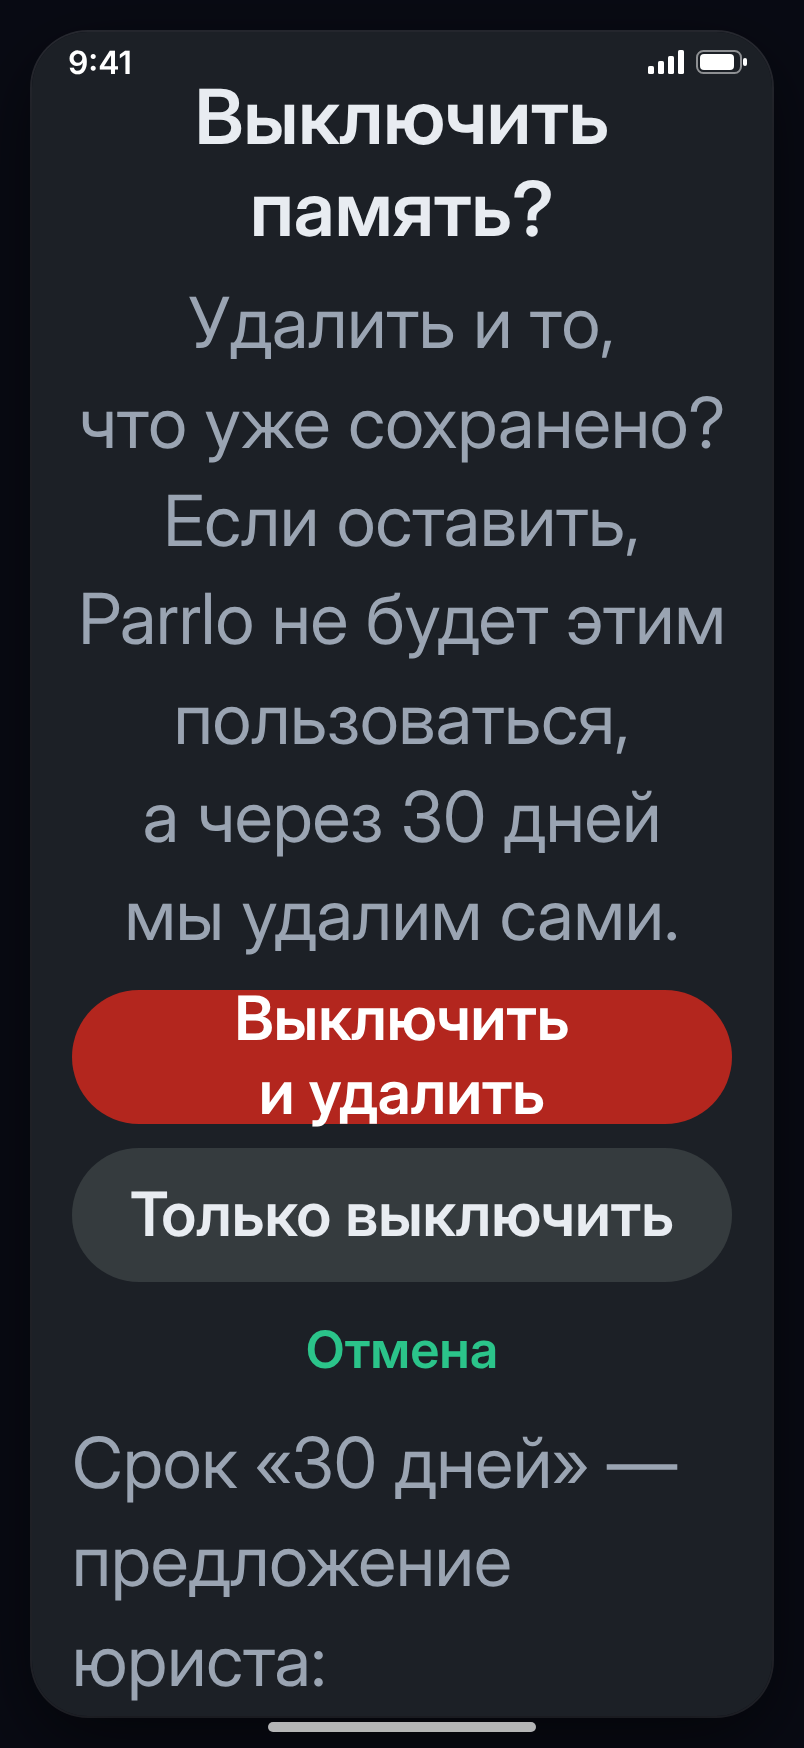 9:41
Выключить
память?
Удалить и то,
что уже сохранено?
Если оставить,
Parrlo не будет этим
пользоваться,
а через 30 дней
мы удалим сами.
Выключить
и удалить
Только выключить
Отмена
Срок «30 дней» —
предложение
юриста: